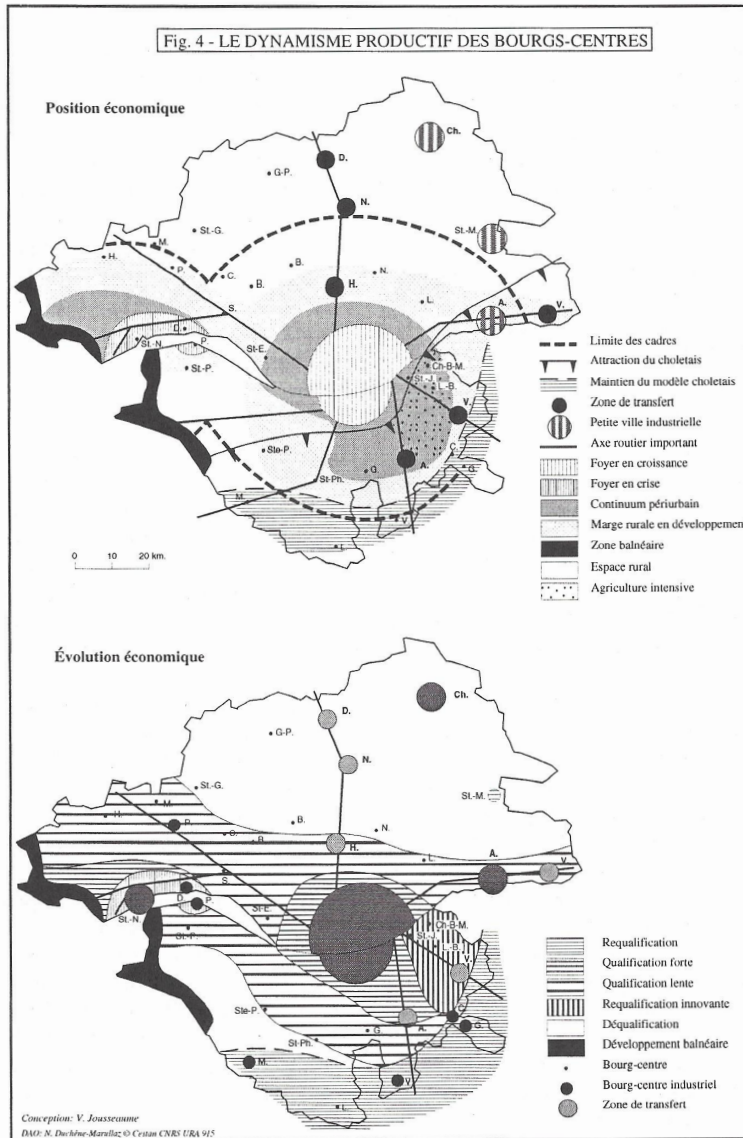 Fig. 4 - LE DYNAMISME PRODUCTIF DES BOURGS-CENTRES
Position économique
Ch.
D.
G-P.
N.
St.-G.
St.-M.
M.
H.
P.
C.
B.
B.
N.
H.
L.
A.
V.
S.
D.
St.-N.
P.
St-E.
St.-P.
Ch-B-M.
St.-J.
L.-B.
V.
Ste-P.
C.
A.
G.
G.
St-Ph.
M.
V.
L.
0 20 km.
Limite des cadres
Attraction du choletais
Maintien du modèle choletais
Zone de transfert
Petite ville industrielle
Axe routier important
Foyer en croissance
Foyer en crise
Continuum périurbain
Marge rurale en développement
Zone balnéaire
Espace rural
Agriculture intensive
Évolution économique
Ch.
D.
G-P.
N.
St.-G.
St.-M.
M.
H.
P.
B.
B.
N.
H.
L.
A.
V.
S.
D.
P.
St.-N.
St-E.
St.-P.
Ch-B-M.
St.-J.
L.-B.
V.
Ste-P.
A.
G.
G.
St-Ph.
M.
V.
L.
Requalification
Qualification forte
Qualification lente
Requalification innovante
Déqualification
Développement balnéaire
Bourg-centre
Bourg-centre industriel
Zone de transfert
Conception: V. Jousseaume
DAO: N. Duchêne-Marullaz © Cestan CNRS URA 915